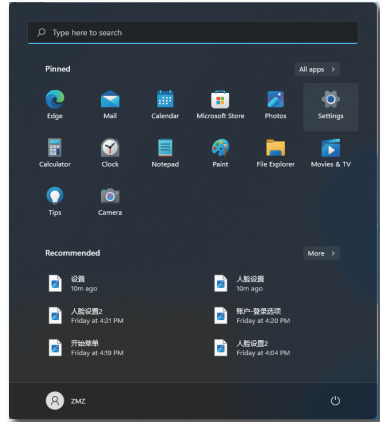 Type here to search
Pinned
All apps >
Edge
Mail
Calendar
Microsoft Store
Photos
Settings
Calculator
Clock
Notepad
Paint
File Explorer
Movies & TV
Tips
Camera
Recommended
More >
设置
10m ago
人脸设置
10m ago
人脸设置2
Friday at 4:21 PM
账户-登录选项
Friday at 4:20 PM
开始菜单
Friday at 4:19 PM
人脸设置2
Friday at 4:04 PM
ZMZ